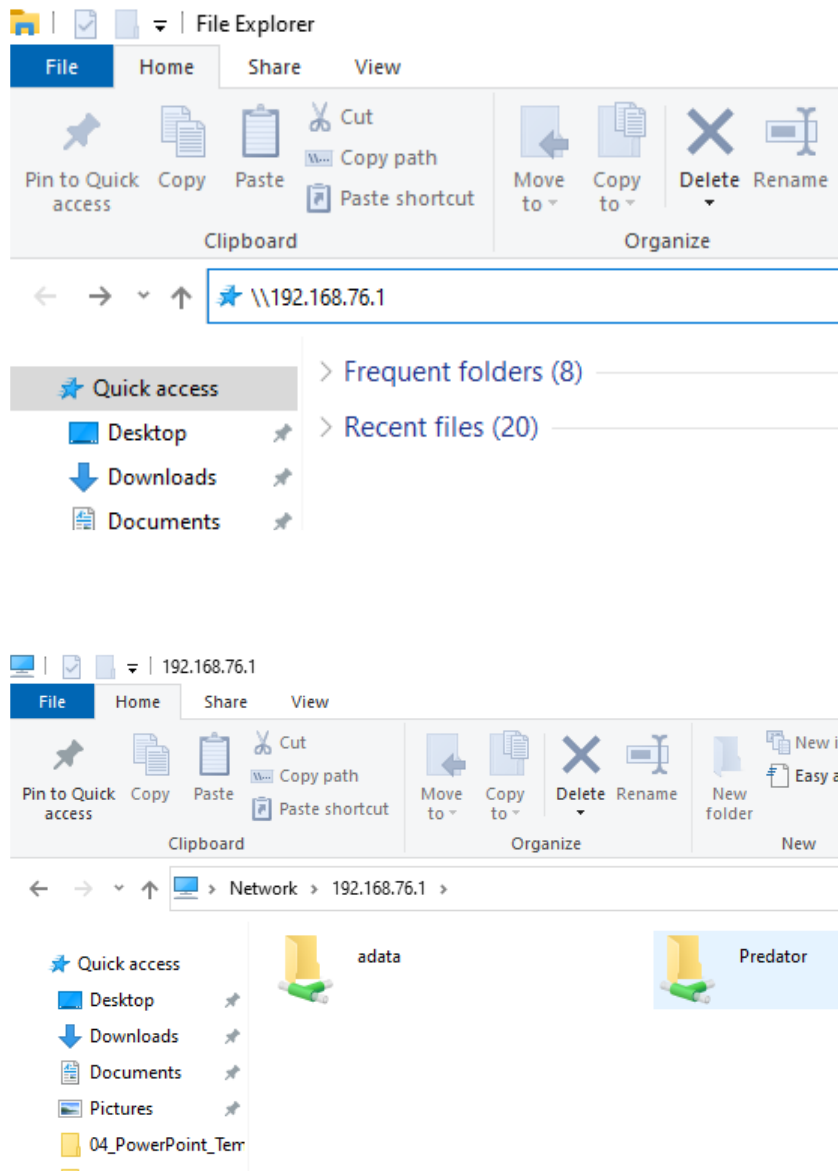 File Explorer
File Home Share View
Pin to Quick access
Copy
Paste
Cut
Copy path
Paste shortcut
Move to
Copy to
Delete
Rename
Clipboard Organize
\\192.168.76.1
Quick access
Desktop
Downloads
Documents
Frequent folders (8)
Recent files (20)
192.168.76.1
File Home Share View
Pin to Quick access
Copy
Paste
Cut
Copy path
Paste shortcut
Move to
Copy to
Delete
Rename
New folder
New i
Easy a
Clipboard Organize New
Network > 192.168.76.1 >
Quick access
Desktop
Downloads
Documents
Pictures
04_PowerPoint_Tem
adata
Predator